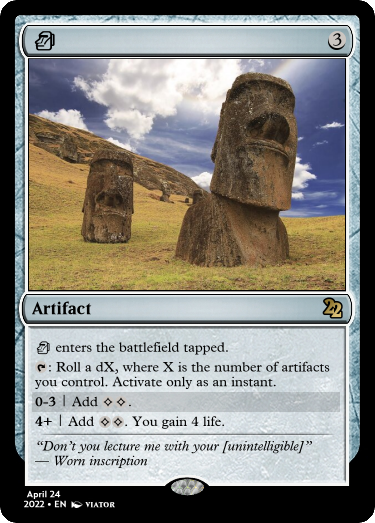 🗿 3
Artifact
🗿 enters the battlefield tapped.
: Roll a dX, where X is the number of artifacts
you control. Activate only as an instant.
0-3 | Add .
4+ | Add . You gain 4 life.
“Don’t you lecture me with your [unintelligible]”
— Worn inscription
April 24
2022 • EN VIATOR